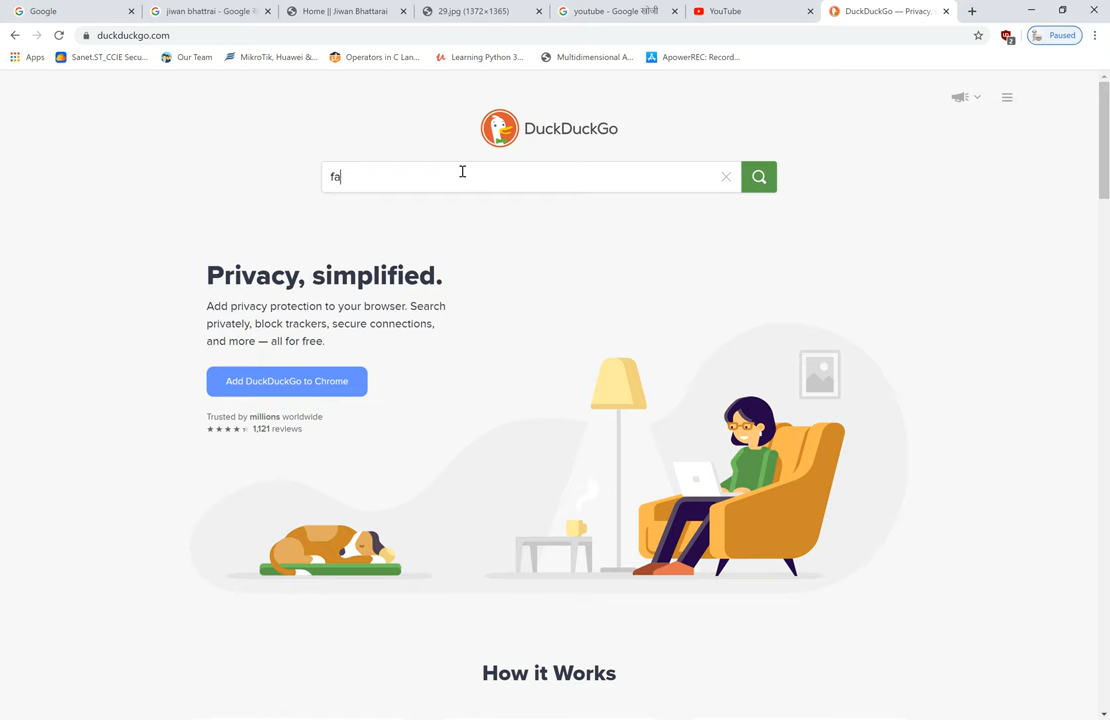 Google
jiwan bhattrai - Google
Home || Jiwan Bhattarai
29.jpg (1372×1365)
youtube - Google खोजी
YouTube
DuckDuckGo — Privacy,
duckduckgo.com
2
Paused
Apps
Sanet.ST_CCIE Secu...
Our Team
MikroTik, Huawei &...
Operators in C Lan...
Learning Python 3...
Multidimensional A...
ApowerREC: Record...
DuckDuckGo
fa
Privacy, simplified.
Add privacy protection to your browser. Search
privately, block trackers, secure connections,
and more — all for free.
Add DuckDuckGo to Chrome
Trusted by millions worldwide
1,121 reviews
How it Works